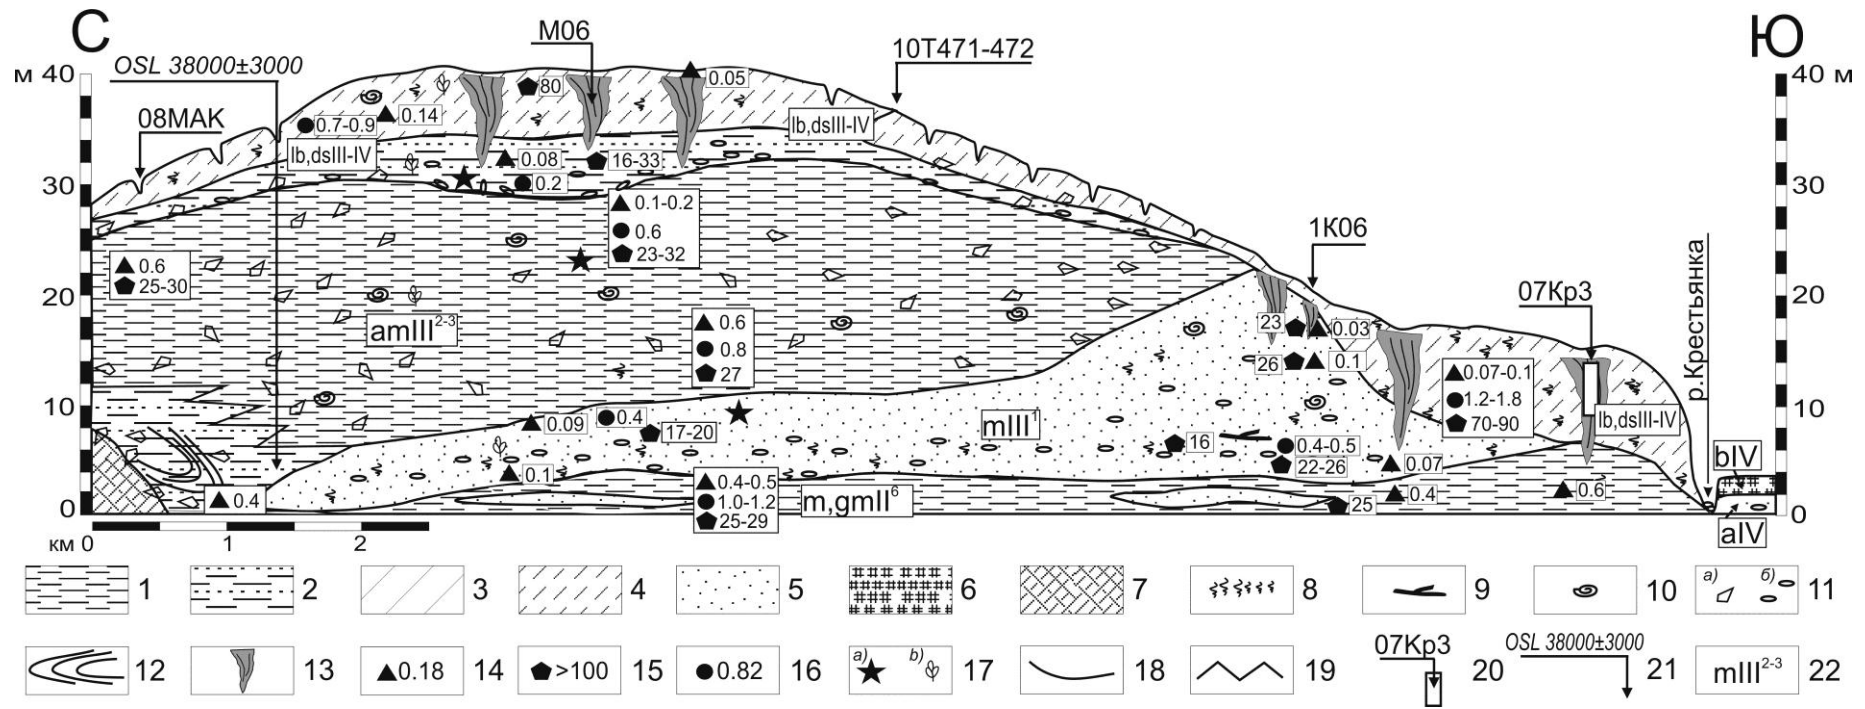 С
Ю
м 40
30
20
10
0
40 м
30
20
10
0
OSL 38000±3000
08МАК
М06
10Т471-472
1К06
07Кр3
р.Крестьянка
0.7-0.9
0.14
80
0.05
lb,dsIII-IV
lb,dsIII-IV
0.08
16-33
0.2
0.1-0.2
0.6
23-32
0.6
25-30
amIII2-3
0.6
0.8
27
23
0.03
26
0.1
0.07-0.1
1.2-1.8
70-90
lb,dsIII-IV
0.09
0.4
17-20
mIII1
16
0.4-0.5
22-26
0.07
0.1
0.4
0.4-0.5
1.0-1.2
25-29
m,gmII6
25
0.4
0.6
bIV
aIV
км 0
1
2
1
2
3
4
5
6
7
8
9
10
а) б) 11
12
13
0.18 14
>100 15
0.82 16
a) b) 17
18
19
07Кр3 20
OSL 38000±3000 21
mIII2-3 22